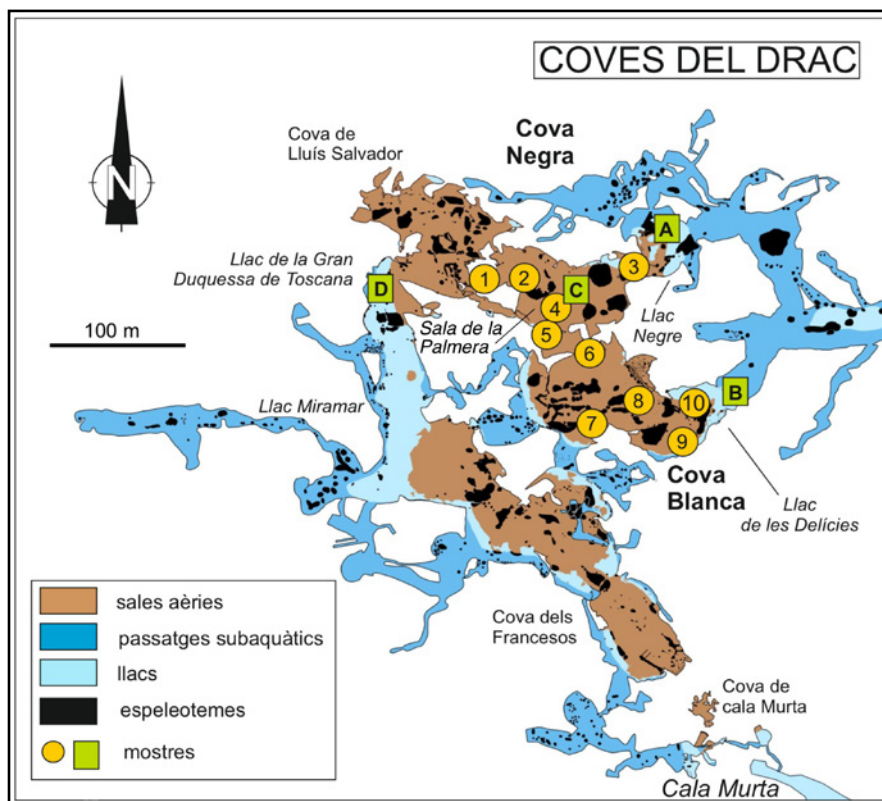 COVES DEL DRAC
N
Cova de
Lluís Salvador
Cova
Negra
A
Llac de la Gran
Duquessa de Toscana
D
1
2
C
3
4
5
Llac
Negre
100 m
Sala de la
Palmera
6
Llac Miramar
8
10
B
7
9
Cova
Blanca
Llac
de les Delícies
sales aèries
passatges subaquàtics
llacs
espeleotemes
mostres
Cova dels
Francesos
Cova de
cala Murta
Cala Murta